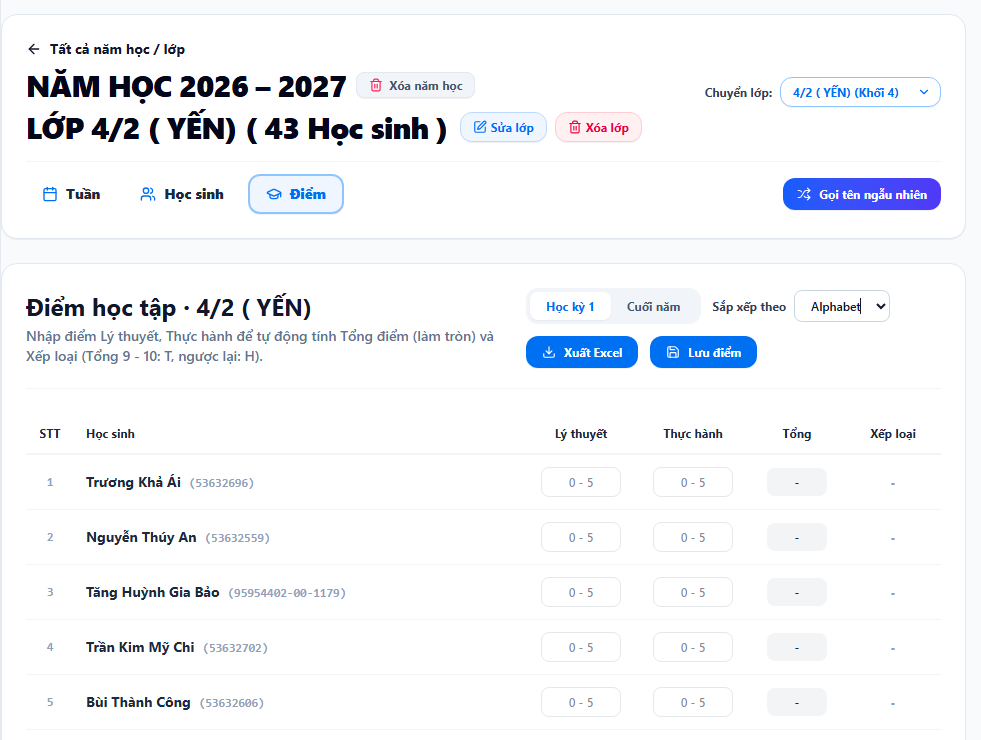 Tất cả năm học / lớp
NĂM HỌC 2026 – 2027 Xóa năm học
Chuyển lớp: 4/2 ( YẾN) (Khối 4)
LỚP 4/2 ( YẾN) ( 43 Học sinh ) Sửa lớp Xóa lớp
Tuần Học sinh Điểm Gọi tên ngẫu nhiên
Điểm học tập · 4/2 ( YẾN)
Nhập điểm Lý thuyết, Thực hành để tự động tính Tổng điểm (làm tròn) và
Xếp loại (Tổng 9 - 10: T, ngược lại: H).
Học kỳ 1 Cuối năm Sắp xếp theo Alphabet
Xuất Excel Lưu điểm
STT Học sinh Lý thuyết Thực hành Tổng Xếp loại
1 Trương Khả Ái (53632696) 0 - 5 0 - 5 - -
2 Nguyễn Thúy An (53632559) 0 - 5 0 - 5 - -
3 Tăng Huỳnh Gia Bảo (95954402-00-1179) 0 - 5 0 - 5 - -
4 Trần Kim Mỹ Chi (53632702) 0 - 5 0 - 5 - -
5 Bùi Thành Công (53632606) 0 - 5 0 - 5 - -